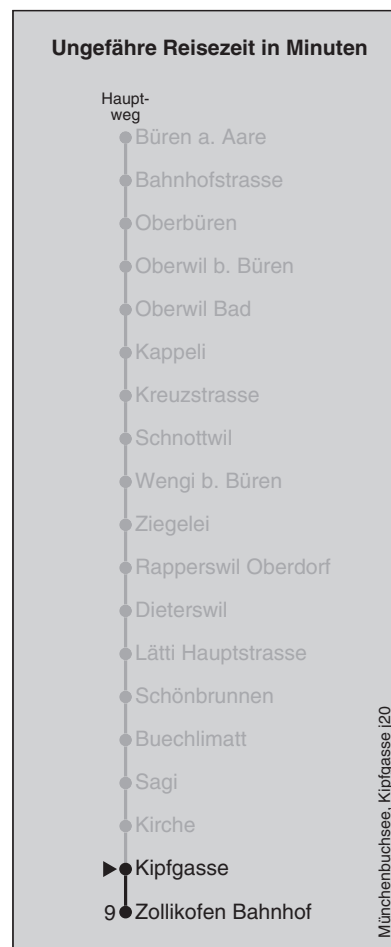 Ungefähre Reisezeit in Minuten
Haupt-
weg
Büren a. Aare
Bahnhofstrasse
Oberbüren
Oberwil b. Büren
Oberwil Bad
Kappeli
Kreuzstrasse
Schnottwil
Wengi b. Büren
Ziegelei
Rapperswil Oberdorf
Dieterswil
Lätti Hauptstrasse
Schönbrunnen
Buechlimatt
Sagi
Kirche
Kipfgasse
9 Zollikofen Bahnhof
Münchenbuchsee, Kipfgasse i20